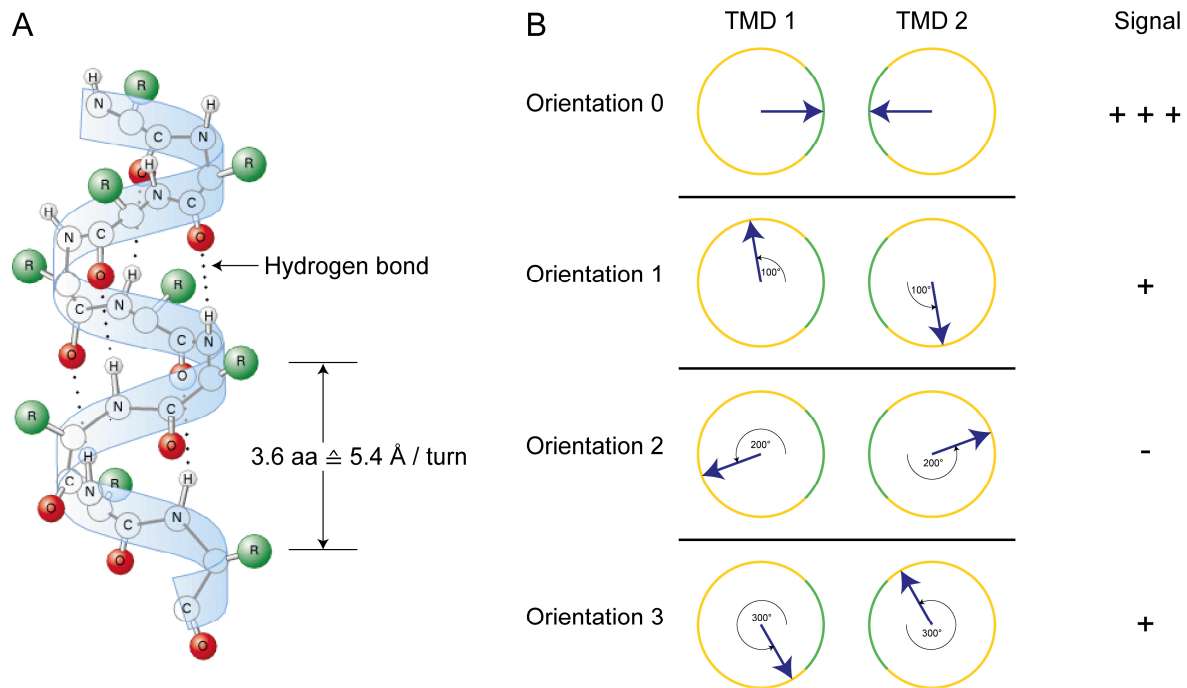 A
H
R
N
H
C
N
O
H
R
R
N
C
H
N
C
O
R
O
H
Hydrogen bond
N
R
C
H
C
N
O
R
O
H
R
N
C
3.6 aa ≙ 5.4 Å / turn
O
H
H
C
N
R
O
C
N
O
R
C
O
B
TMD 1
TMD 2
Signal
Orientation 0
+ + +
Orientation 1
100°
100°
+
Orientation 2
200°
200°
-
Orientation 3
300°
300°
+